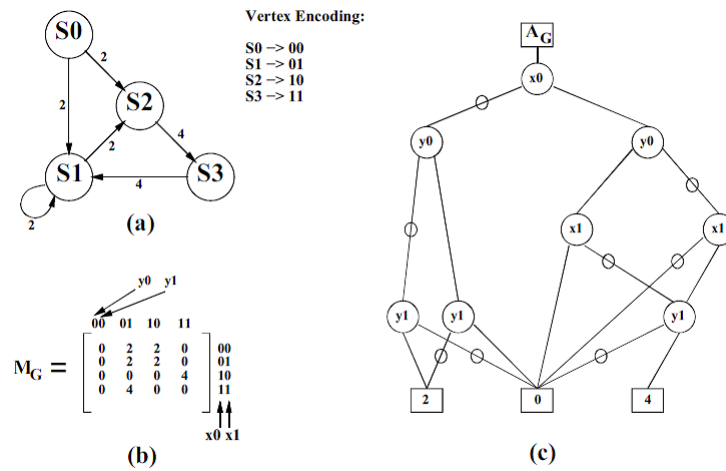 S0
2
2
S2
2
4
2
S1
4
S3
2
(a)
Vertex Encoding:
S0 -> 00
S1 -> 01
S2 -> 10
S3 -> 11
y0 y1
00 01 10 11
M_G =
0 2 2 0 00
0 2 2 0 01
0 0 0 4 10
0 4 0 0 11
x0 x1
(b)
A_G
x0
y0 y0
x1 x1
y1 y1 y1
2 0 4
(c)